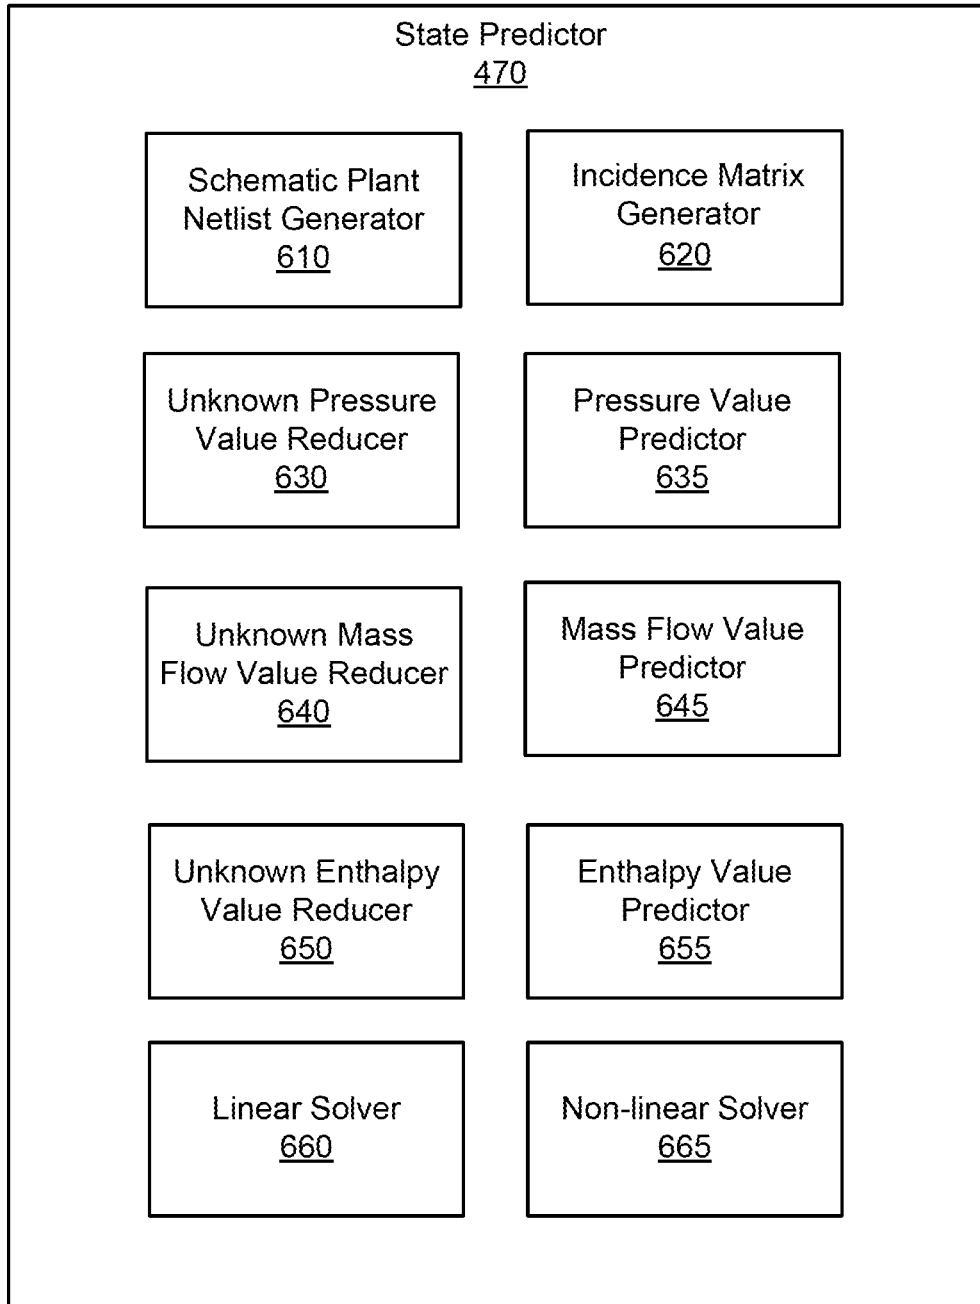 State Predictor
470
Schematic Plant
Netlist Generator
610
Incidence Matrix
Generator
620
Unknown Pressure
Value Reducer
630
Pressure Value
Predictor
635
Unknown Mass
Flow Value Reducer
640
Mass Flow Value
Predictor
645
Unknown Enthalpy
Value Reducer
650
Enthalpy Value
Predictor
655
Linear Solver
660
Non-linear Solver
665